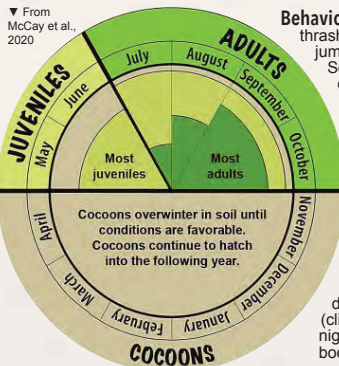 ▼ From
McCay et al.,
2020
Behavio
thrash
jum
ADULTS
JUVENILES
July
August
September
October
June
May
Most
juveniles
Most
adults
April
November
Cocoons overwinter in soil until
conditions are favorable.
Cocoons continue to hatch
into the following year.
March
December
February
January
COCOONS
d
(cli
nigh
boo